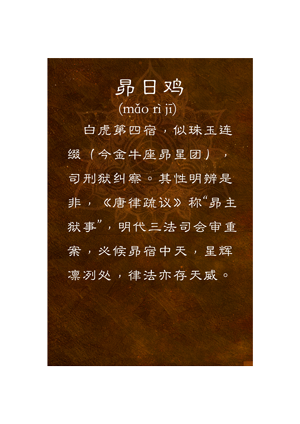 昴日鸡
(mǎo rì jī)
白虎第四宿，似珠玉连
缀（今金牛座昴星团），
司刑狱纠察。其性明辨是
非，《唐律疏议》称“昴主
狱事”，明代三法司会审重
案，必候昴宿中天，星辉
凛冽处，律法亦存天威。